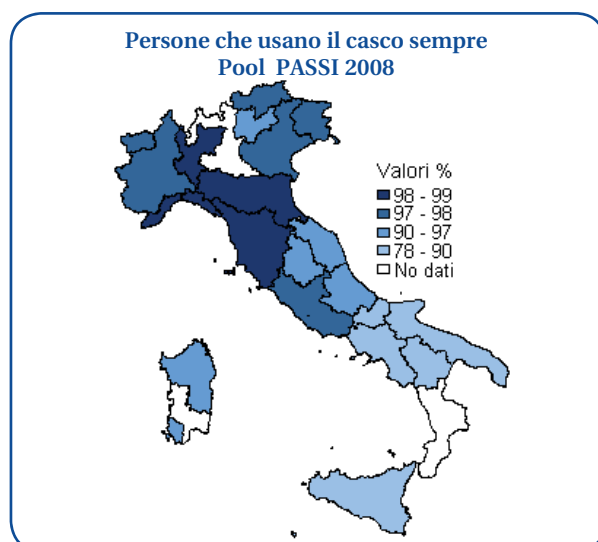 Persone che usano il casco sempre
Pool PASSI 2008
Valori %
98 - 99
97 - 98
90 - 97
78 - 90
No dati